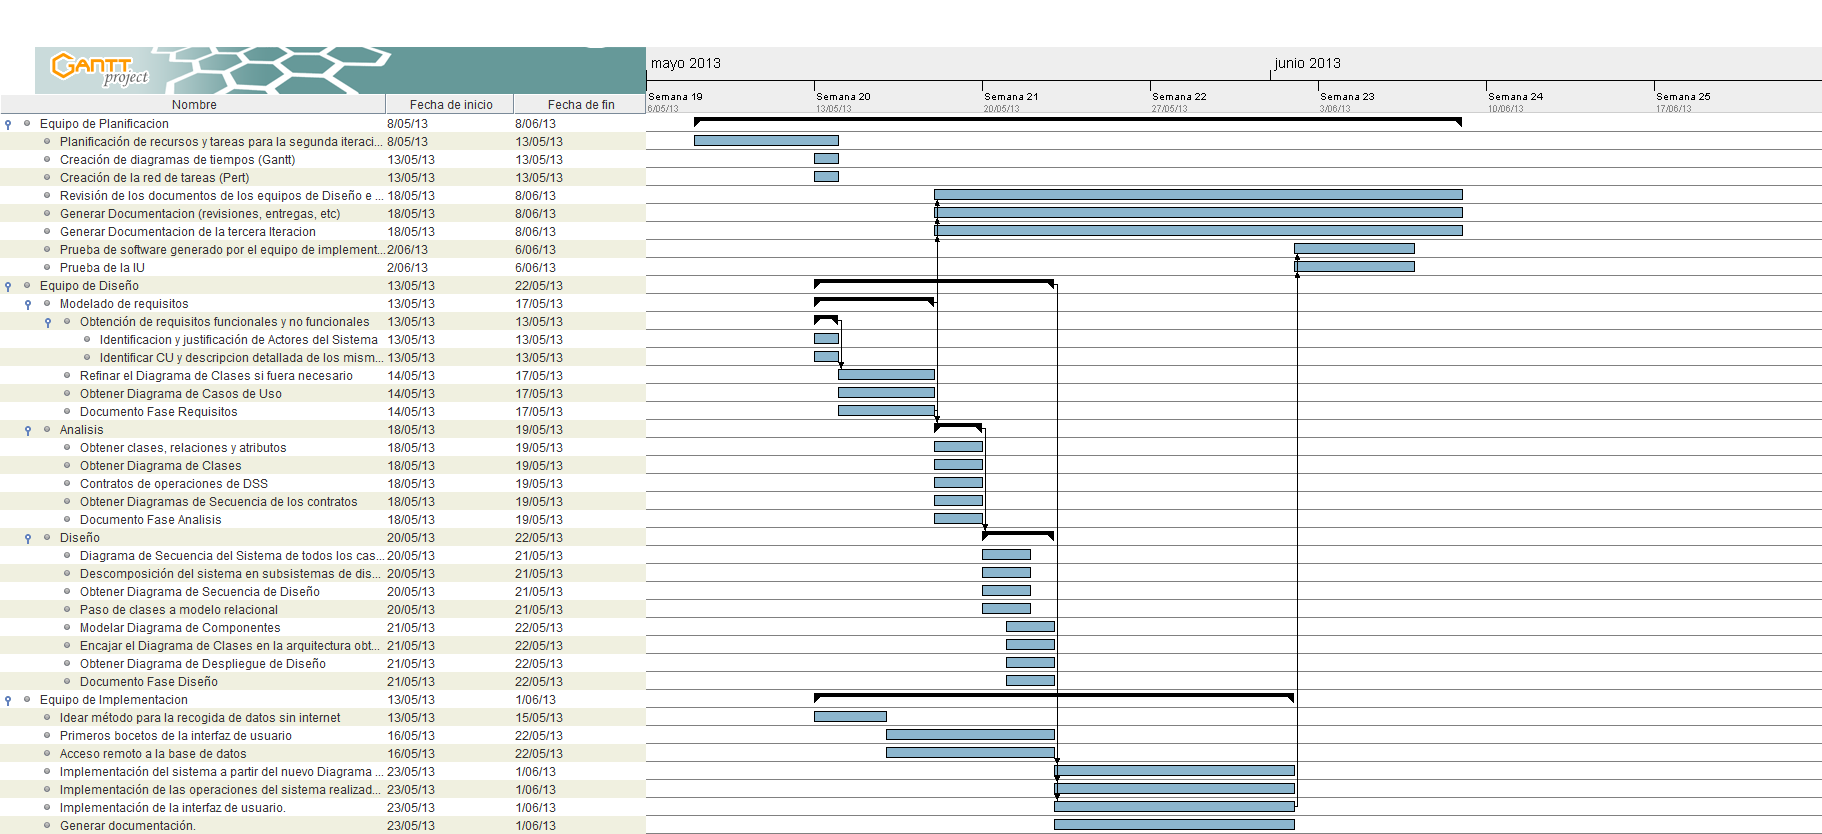 GANTT
project
mayo 2013
junio 2013
Nombre Fecha de inicio Fecha de fin
Semana 19 Semana 20 Semana 21 Semana 22 Semana 23 Semana 24 Semana 25
6/05/13 13/05/13 20/05/13 27/05/13 3/06/13 10/06/13 17/06/13
Equipo de Planificacion 8/05/13 8/06/13
Planificación de recursos y tareas para la segunda iteraci... 8/05/13 13/05/13
Creación de diagramas de tiempos (Gantt) 13/05/13 13/05/13
Creación de la red de tareas (Pert) 13/05/13 13/05/13
Revisión de los documentos de los equipos de Diseño e ... 18/05/13 8/06/13
Generar Documentacion (revisiones, entregas, etc) 18/05/13 8/06/13
Generar Documentacion de la tercera Iteracion 18/05/13 8/06/13
Prueba de software generado por el equipo de implement... 2/06/13 6/06/13
Prueba de la IU 2/06/13 6/06/13
Equipo de Diseño 13/05/13 22/05/13
Modelado de requisitos 13/05/13 17/05/13
Obtención de requisitos funcionales y no funcionales 13/05/13 13/05/13
Identificacion y justificación de Actores del Sistema 13/05/13 13/05/13
Identificar CU y descripcion detallada de los mism... 13/05/13 13/05/13
Refinar el Diagrama de Clases si fuera necesario 14/05/13 17/05/13
Obtener Diagrama de Casos de Uso 14/05/13 17/05/13
Documento Fase Requisitos 14/05/13 17/05/13
Analisis 18/05/13 19/05/13
Obtener clases, relaciones y atributos 18/05/13 19/05/13
Obtener Diagrama de Clases 18/05/13 19/05/13
Contratos de operaciones de DSS 18/05/13 19/05/13
Obtener Diagramas de Secuencia de los contratos 18/05/13 19/05/13
Documento Fase Analisis 18/05/13 19/05/13
Diseño 20/05/13 22/05/13
Diagrama de Secuencia del Sistema de todos los cas... 20/05/13 21/05/13
Descomposición del sistema en subsistemas de dis... 20/05/13 21/05/13
Obtener Diagrama de Secuencia de Diseño 20/05/13 21/05/13
Paso de clases a modelo relacional 20/05/13 21/05/13
Modelar Diagrama de Componentes 21/05/13 22/05/13
Encajar el Diagrama de Clases en la arquitectura obt... 21/05/13 22/05/13
Obtener Diagrama de Despliegue de Diseño 21/05/13 22/05/13
Documento Fase Diseño 21/05/13 22/05/13
Equipo de Implementacion 13/05/13 1/06/13
Idear método para la recogida de datos sin internet 13/05/13 15/05/13
Primeros bocetos de la interfaz de usuario 16/05/13 22/05/13
Acceso remoto a la base de datos 16/05/13 22/05/13
Implementación del sistema a partir del nuevo Diagrama ... 23/05/13 1/06/13
Implementación de las operaciones del sistema realizad... 23/05/13 1/06/13
Implementación de la interfaz de usuario. 23/05/13 1/06/13
Generar documentación. 23/05/13 1/06/13